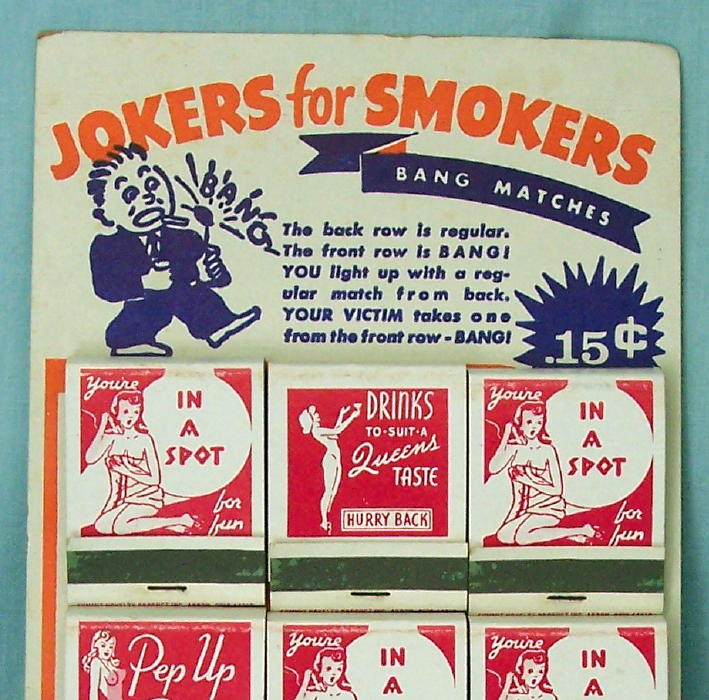 JOKERS for SMOKERS
BANG MATCHES
BANG
The back row is regular.
The front row is BANG!
YOU light up with a reg-
ular match from back.
YOUR VICTIM takes one
from the front row - BANG!
.15¢
You're
IN
A
SPOT
for
fun
DRINKS
TO-SUIT-A
Queens
TASTE
HURRY BACK
You're
IN
A
SPOT
for
fun
Pep Up
You're
IN
A
You're
IN
A